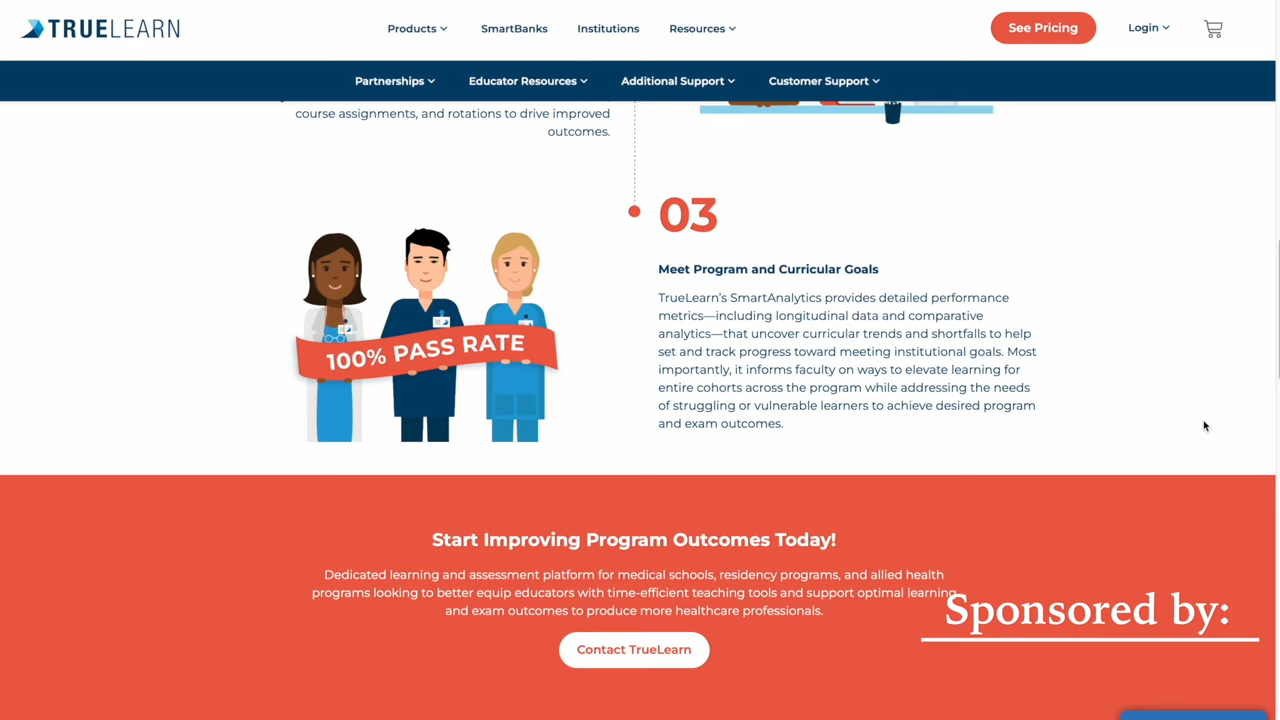 TRUELEARN
Products
SmartBanks
Institutions
Resources
See Pricing
Login
Partnerships
Educator Resources
Additional Support
Customer Support
course assignments, and rotations to drive improved
outcomes.
03
100% PASS RATE
Meet Program and Curricular Goals
TrueLearn’s SmartAnalytics provides detailed performance
metrics—including longitudinal data and comparative
analytics—that uncover curricular trends and shortfalls to help
set and track progress toward meeting institutional goals. Most
importantly, it informs faculty on ways to elevate learning for
entire cohorts across the program while addressing the needs
of struggling or vulnerable learners to achieve desired program
and exam outcomes.
Start Improving Program Outcomes Today!
Dedicated learning and assessment platform for medical schools, residency programs, and allied health
programs looking to better equip educators with time-efficient teaching tools and support optimal learning
and exam outcomes to produce more healthcare professionals.
Sponsored by:
Contact TrueLearn